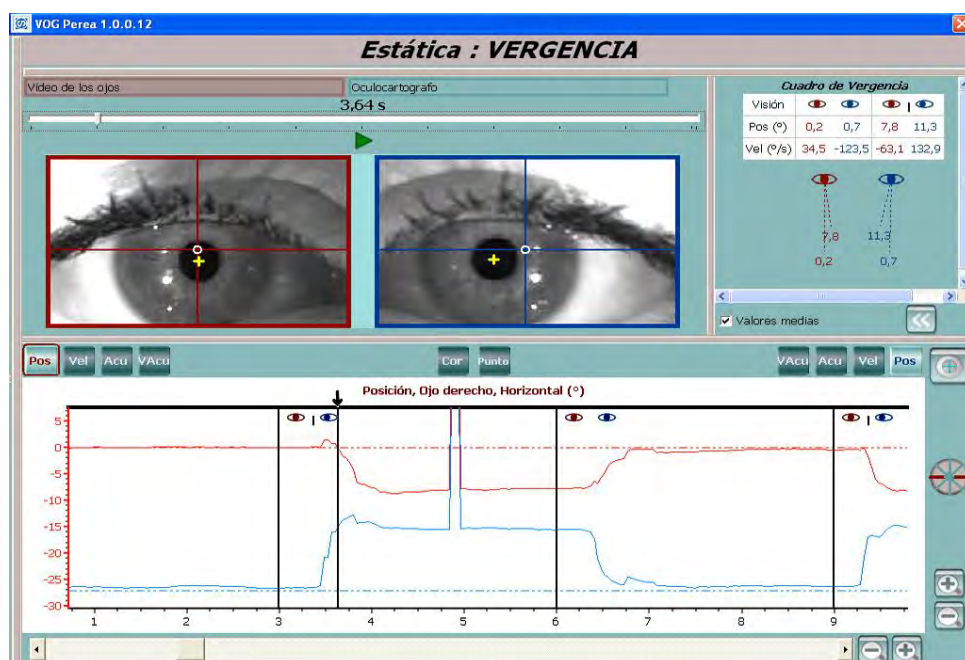 VOG Perea 1.0.0.12
Estática : VERGENCIA
Vídeo de los ojos
Oculocartografo
3,64 s
Cuadro de Vergencia
Visión |
Pos (º) 0,2 0,7 7,8 11,3
Vel (º/s) 34,5 -123,5 -63,1 132,9
7,8 11,3
0,2 0,7
Valores medias
Pos Vel Acu VAcu Cor Punto VAcu Acu Vel Pos
Posición, Ojo derecho, Horizontal (º)
5
0
-5
-10
-15
-20
-25
-30
1 2 3 4 5 6 7 8 9